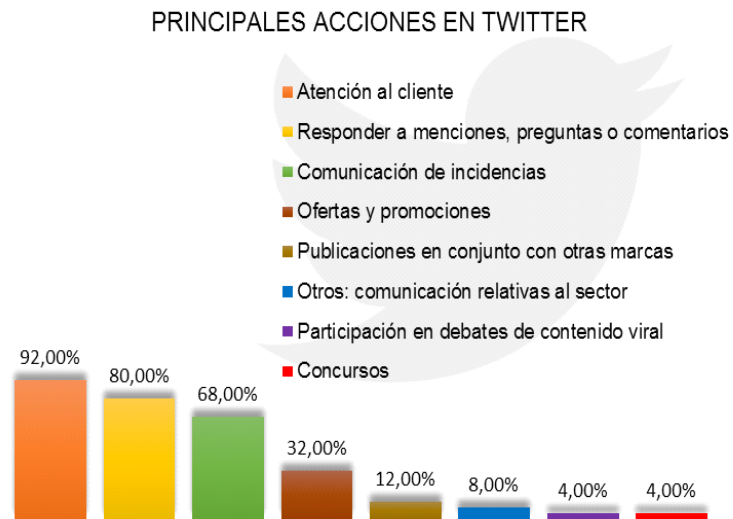 PRINCIPALES ACCIONES EN TWITTER
Atención al cliente
Responder a menciones, preguntas o comentarios
Comunicación de incidencias
Ofertas y promociones
Publicaciones en conjunto con otras marcas
Otros: comunicación relativas al sector
Participación en debates de contenido viral
Concursos
92,00%
80,00%
68,00%
32,00%
12,00%
8,00%
4,00%
4,00%